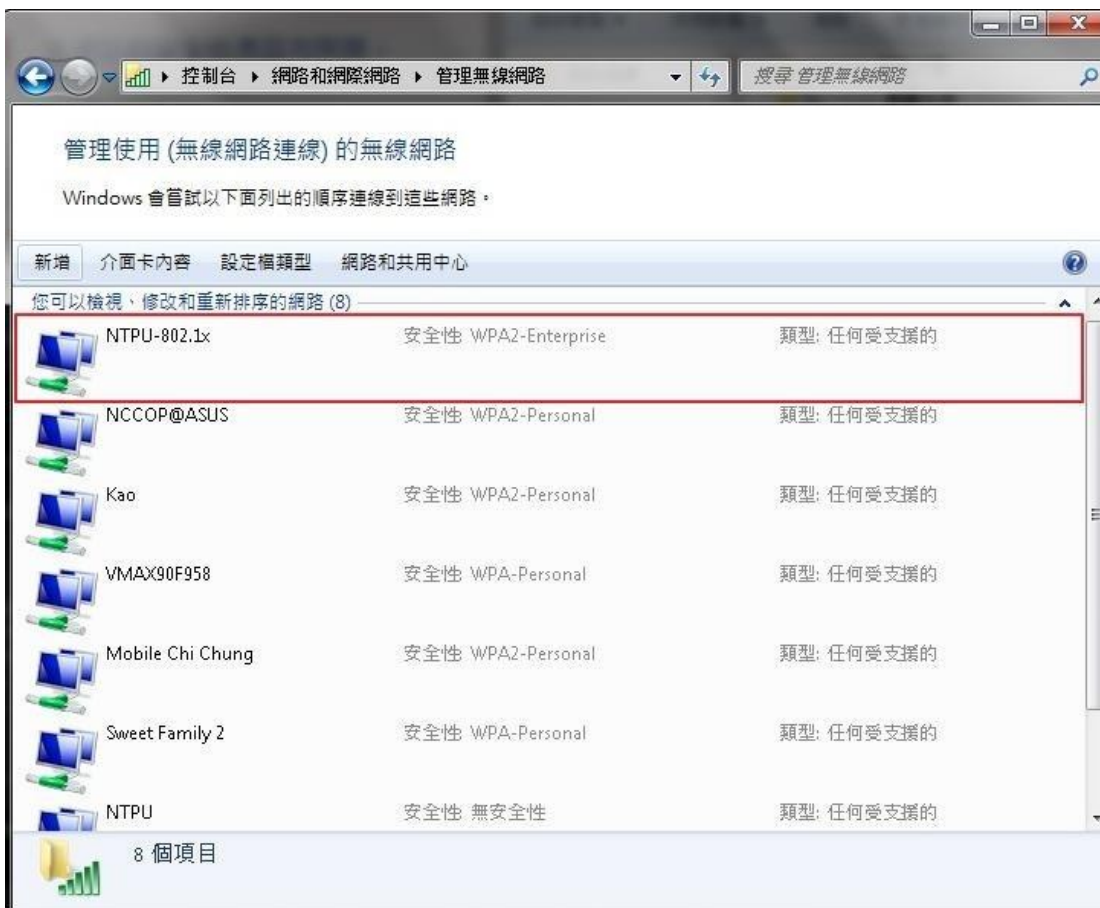 控制台 ▸ 網路和網際網路 ▸ 管理無線網路
搜尋 管理無線網路
管理使用 (無線網路連線) 的無線網路
Windows 會嘗試以下面列出的順序連線到這些網路。
新增 介面卡內容 設定檔類型 網路和共用中心
您可以檢視、修改和重新排序的網路 (8)
NTPU-802.1x 安全性: WPA2-Enterprise 類型: 任何受支援的
NCCOP@ASUS 安全性: WPA2-Personal 類型: 任何受支援的
Kao 安全性: WPA2-Personal 類型: 任何受支援的
VMAX90F958 安全性: WPA-Personal 類型: 任何受支援的
Mobile Chi Chung 安全性: WPA2-Personal 類型: 任何受支援的
Sweet Family 2 安全性: WPA-Personal 類型: 任何受支援的
NTPU 安全性: 無安全性 類型: 任何受支援的
8 個項目